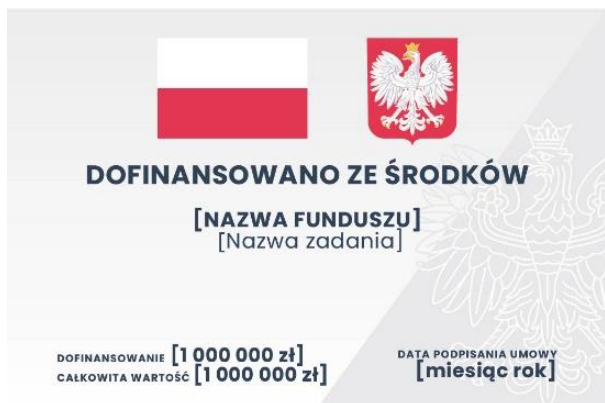 DOFINANSOWANO ZE ŚRODKÓW
[NAZWA FUNDUSZU]
[Nazwa zadania]
DOFINANSOWANIE [1 000 000 zł]
CAŁKOWITA WARTOŚĆ [1 000 000 zł]
DATA PODPISANIA UMOWY
[miesiąc rok]